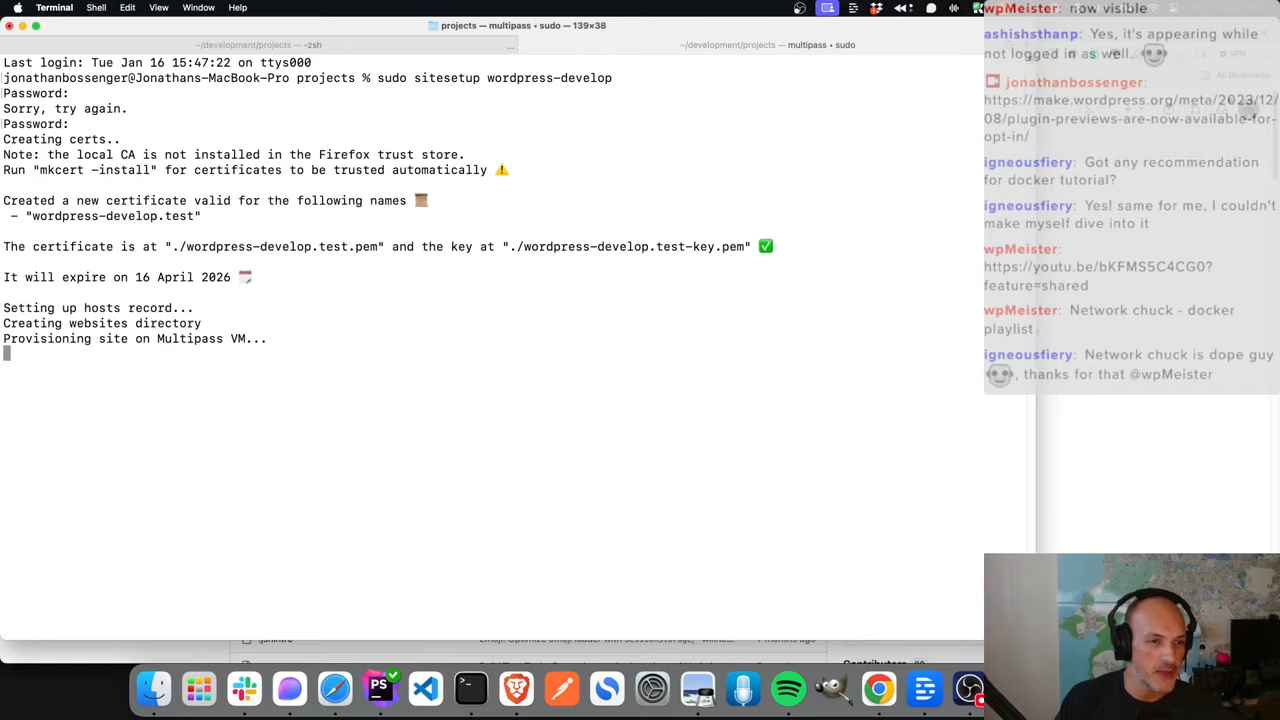 Terminal Shell Edit View Window Help
projects — multipass • sudo — 139×38
~/development/projects — -zsh
...
~/development/projects — multipass • sudo
Last login: Tue Jan 16 15:47:22 on ttys000
jonathanbossenger@Jonathans-MacBook-Pro projects % sudo sitesetup wordpress-develop
Password:
Sorry, try again.
Password:
Creating certs..
Note: the local CA is not installed in the Firefox trust store.
Run "mkcert -install" for certificates to be trusted automatically ⚠️
Created a new certificate valid for the following names 📜
- "wordpress-develop.test"
The certificate is at "./wordpress-develop.test.pem" and the key at "./wordpress-develop.test-key.pem" ✅
It will expire on 16 April 2026 🗓
Setting up hosts record...
Creating websites directory
Provisioning site on Multipass VM...
wpMeister: now visible
ashishsthanp: Yes, it's appearing while
not logged in as well..
VPN
All Bookmarks
jonathanbossenger:
https://make.wordpress.org/meta/2023/12/
08/plugin-previews-are-now-available-for-
opt-in/
igneousfiery: Got any recommendation
for docker tutorial?
igneousfiery: Yes! same for me, I couldn't
make myself dive into it
wpMeister:
https://youtu.be/bKFMS5C4CG0?
feature=shared
wpMeister: Network chuck - docker
playlist
igneousfiery: Network chuck is dope guy
, thanks for that @wpMeister
PS